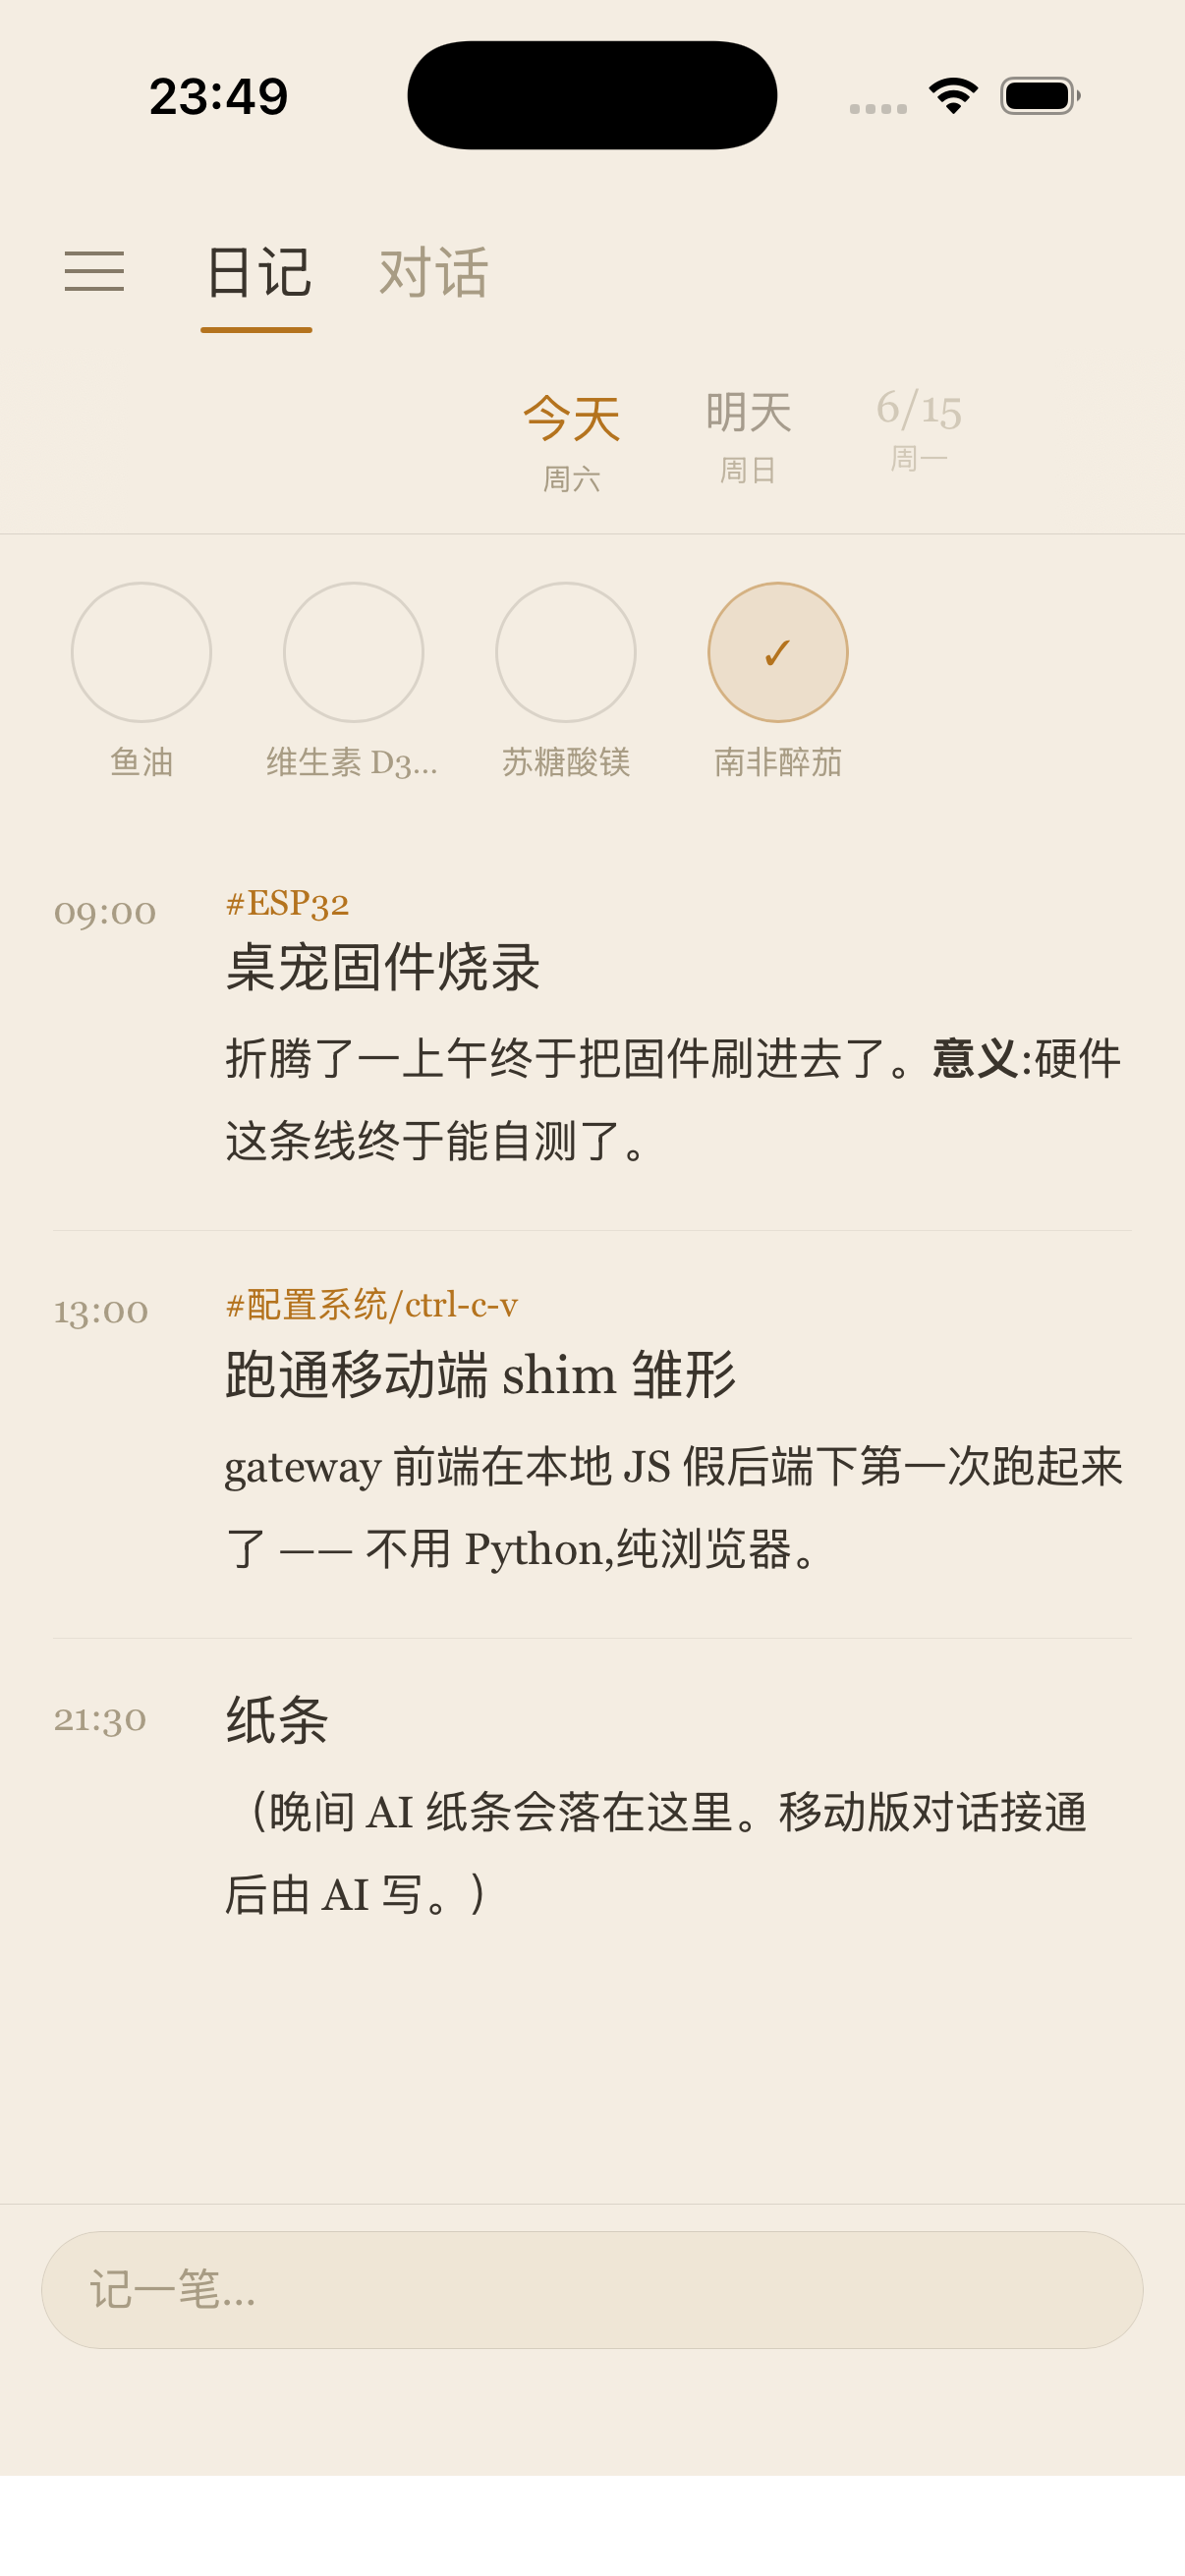 23:49
日记 对话
今天 明天 6/15
周六 周日 周一
✓
鱼油 维生素 D3... 苏糖酸镁 南非醉茄
09:00 #ESP32
桌宠固件烧录
折腾了一上午终于把固件刷进去了。意义:硬件
这条线终于能自测了。
13:00 #配置系统/ctrl-c-v
跑通移动端 shim 雏形
gateway 前端在本地 JS 假后端下第一次跑起来
了 —— 不用 Python,纯浏览器。
21:30 纸条
（晚间 AI 纸条会落在这里。移动版对话接通
后由 AI 写。）
记一笔...